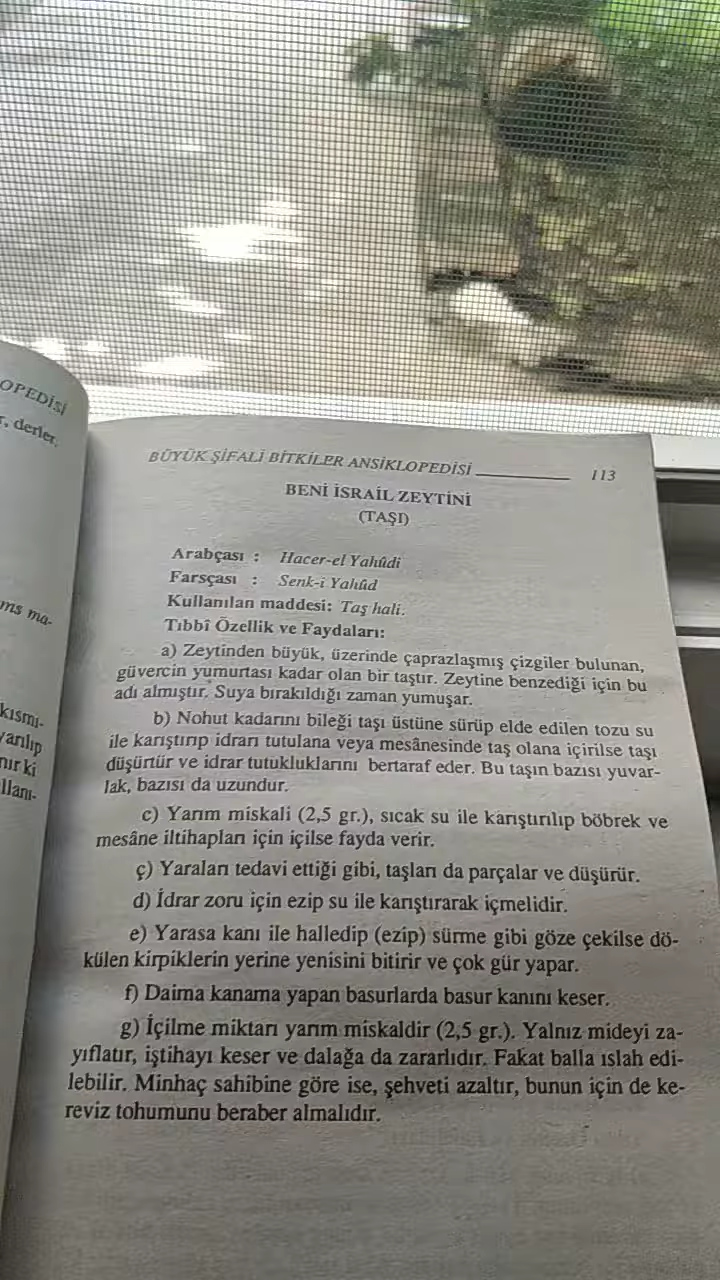 OPEDİSİ
, derler.
ms ma-
kısmı-
yarılıp
nır ki
llanı-
BÜYÜK ŞİFALİ BİTKİLER ANSİKLOPEDİSİ 113
BENİ İSRAİL ZEYTİNİ
(TAŞI)
Arabçası : Hacer-el Yahûdi
Farsçası : Senk-i Yahûd
Kullanılan maddesi: Taş hali.
Tıbbî Özellik ve Faydaları:
a) Zeytinden büyük, üzerinde çaprazlaşmış çizgiler bulunan,
güvercin yumurtası kadar olan bir taştır. Zeytine benzediği için bu
adı almıştır. Suya bırakıldığı zaman yumuşar.
b) Nohut kadarını bileği taşı üstüne sürüp elde edilen tozu su
ile karıştırıp idrarı tutulana veya mesânesinde taş olana içirilse taşı
düşürtür ve idrar tutukluklarını bertaraf eder. Bu taşın bazısı yuvar-
lak, bazısı da uzundur.
c) Yarım miskali (2,5 gr.), sıcak su ile karıştırılıp böbrek ve
mesâne iltihapları için içilse fayda verir.
ç) Yaraları tedavi ettiği gibi, taşları da parçalar ve düşürür.
d) İdrar zoru için ezip su ile karıştırarak içmelidir.
e) Yarasa kanı ile halledip (ezip) sürme gibi göze çekilse dö-
külen kirpiklerin yerine yenisini bitirir ve çok gür yapar.
f) Daima kanama yapan basurlarda basur kanını keser.
g) İçilme miktarı yarım miskaldir (2,5 gr.). Yalnız mideyi za-
yıflatır, iştihayı keser ve dalağa da zararlıdır. Fakat balla ıslah edi-
lebilir. Minhaç sahibine göre ise, şehveti azaltır, bunun için de ke-
reviz tohumunu beraber almalıdır.